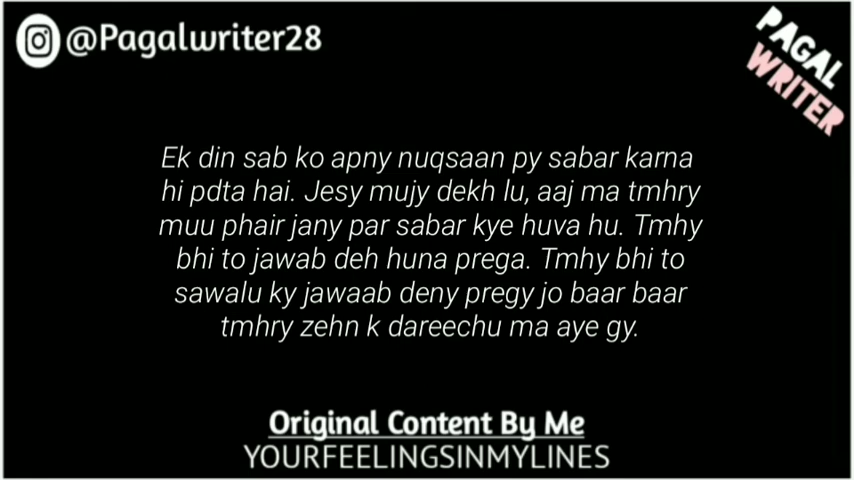 @Pagalwriter28
PAGAL
WRITER
Ek din sab ko apny nuqsaan py sabar karna
hi pdta hai. Jesy mujy dekh lu, aaj ma tmhry
muu phair jany par sabar kye huva hu. Tmhy
bhi to jawab deh huna prega. Tmhy bhi to
sawalu ky jawaab deny pregy jo baar baar
tmhry zehn k dareechu ma aye gy.
Original Content By Me
YOURFEELINGSINMYLINES